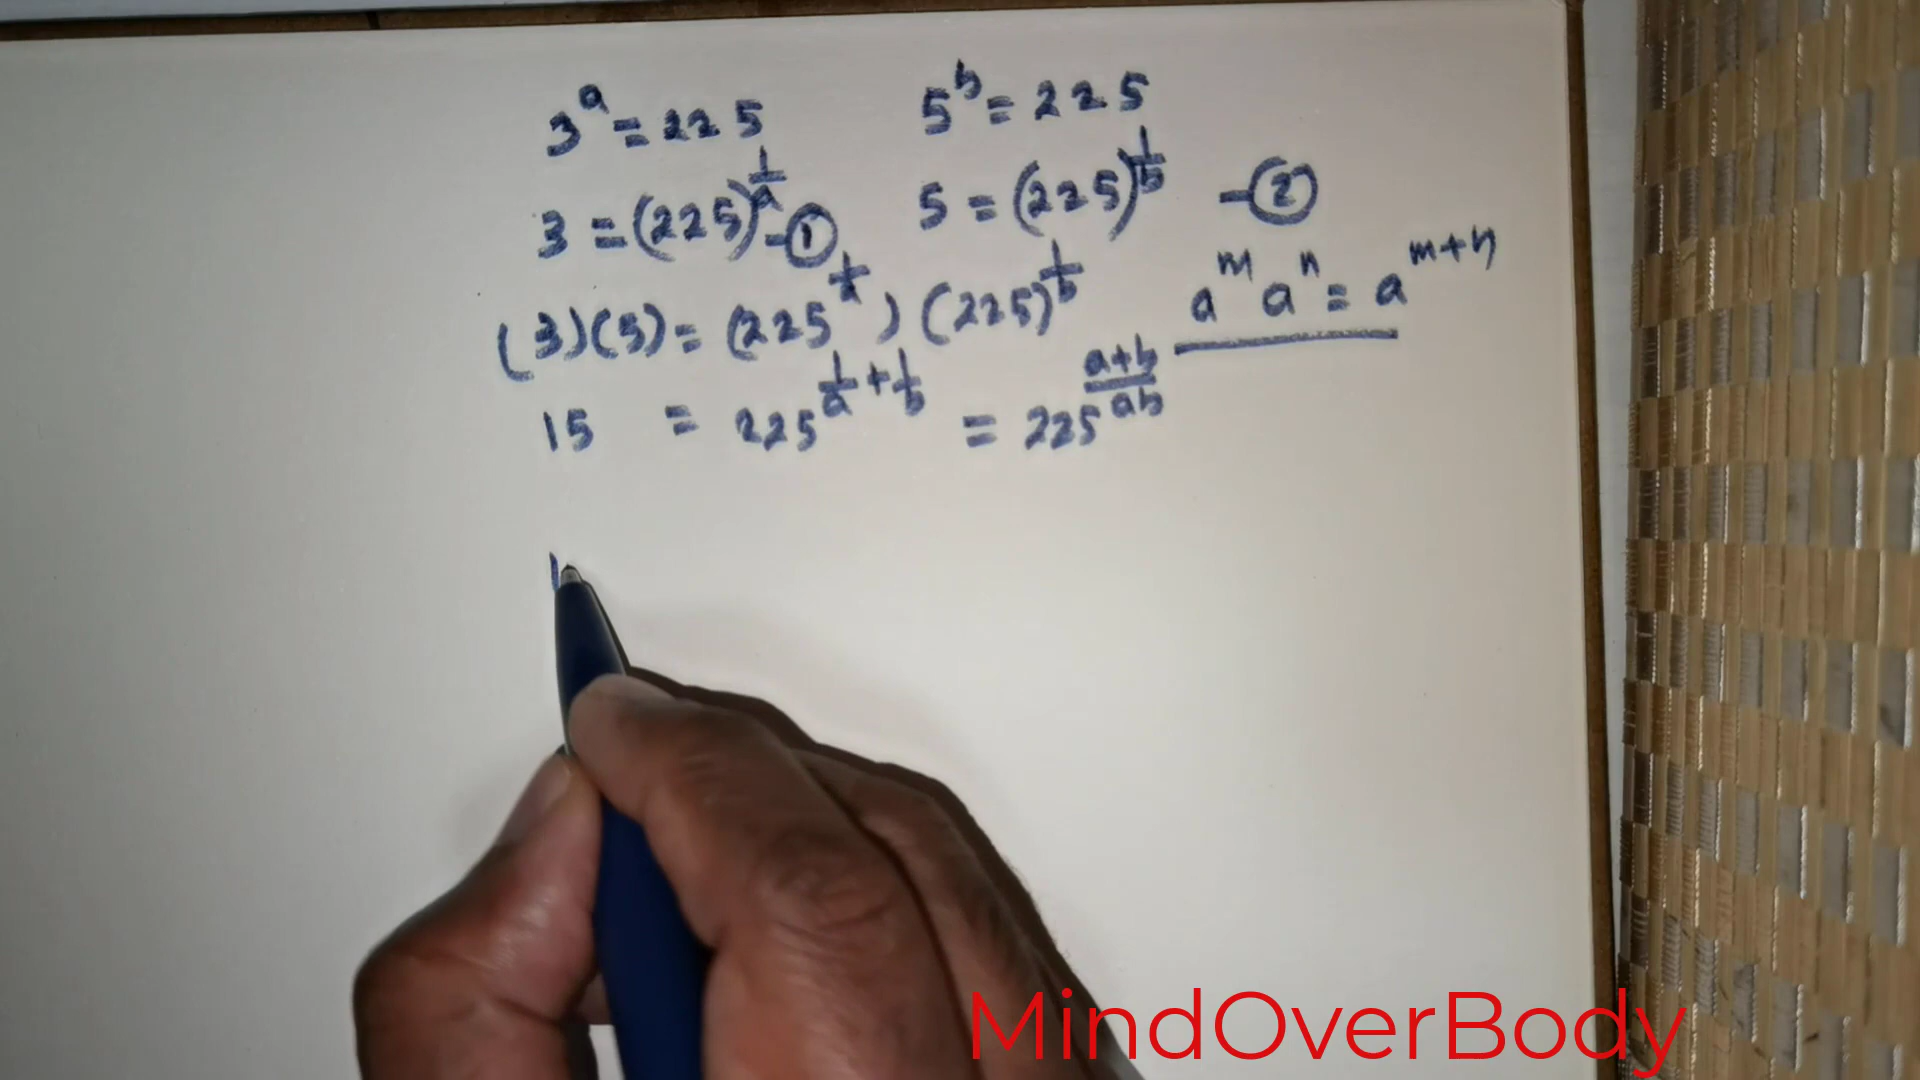 3^a = 225 5^b = 225
3 = (225)^(1/a) - ① 5 = (225)^(1/b) - ②
(3)(5) = (225^(1/a)) (225)^(1/b) a^m a^n = a^(m+n)
15 = 225^(1/a + 1/b) = 225^((a+b)/ab)
1
MindOverBody